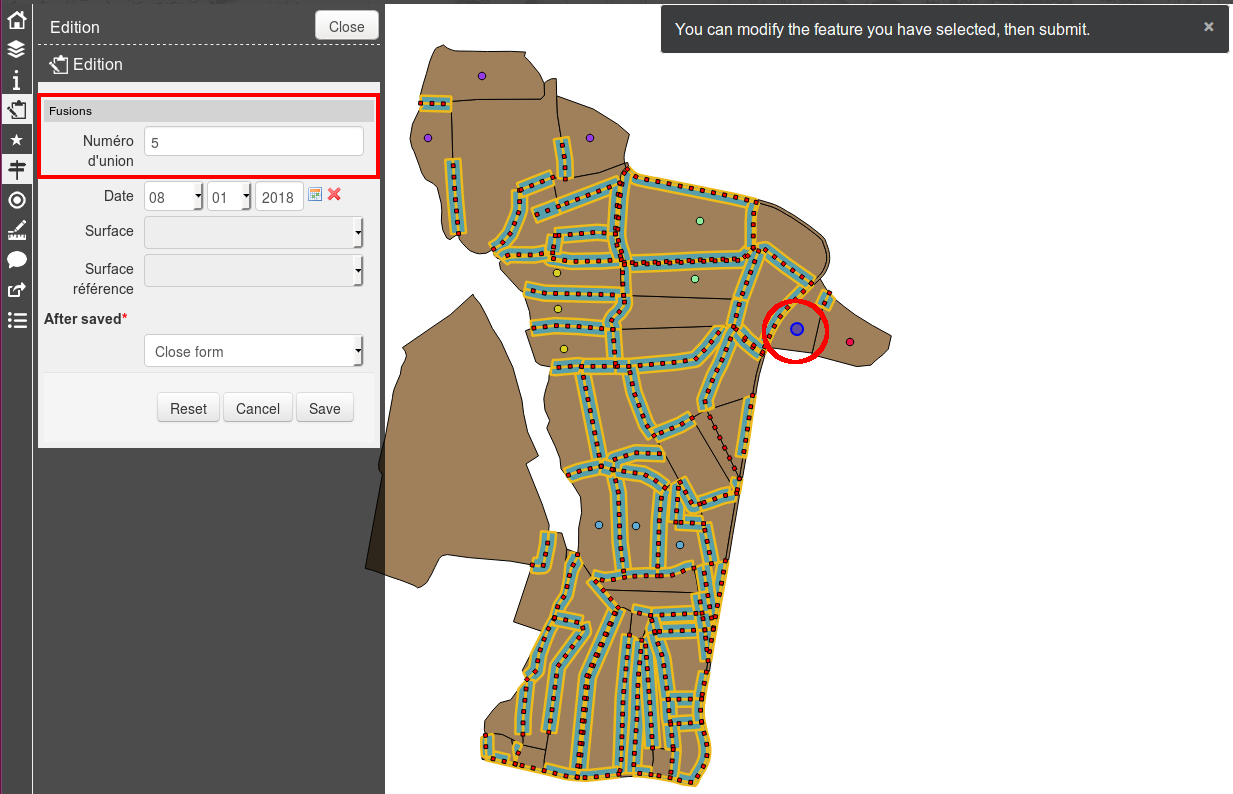 Edition
Close
You can modify the feature you have selected, then submit.
×
Edition
Fusions
Numéro
d'union
5
Date
08
01
2018
Surface
Surface
référence
After saved*
Close form
Reset
Cancel
Save